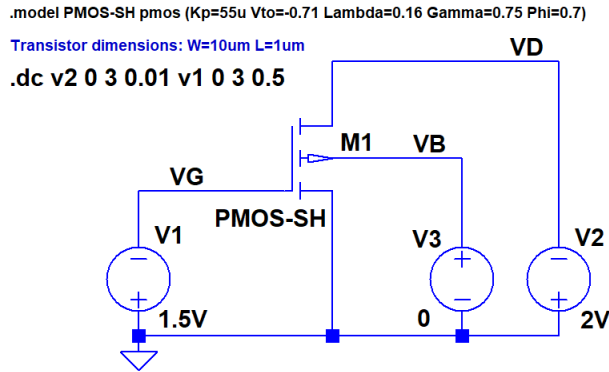 .model PMOS-SH pmos (Kp=55u Vto=-0.71 Lambda=0.16 Gamma=0.75 Phi=0.7)
Transistor dimensions: W=10um L=1um
.dc v2 0 3 0.01 v1 0 3 0.5
VD
M1
VB
VG
PMOS-SH
V1
V3
V2
1.5V
0
2V